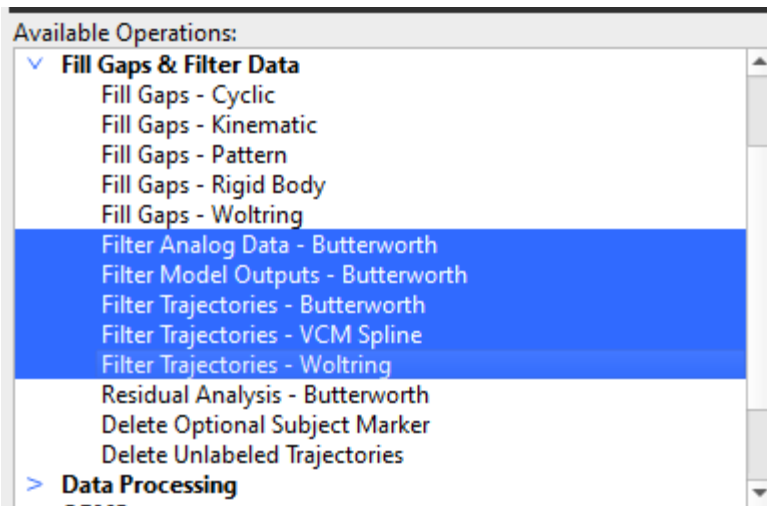 Available Operations:
Fill Gaps & Filter Data
Fill Gaps - Cyclic
Fill Gaps - Kinematic
Fill Gaps - Pattern
Fill Gaps - Rigid Body
Fill Gaps - Woltring
Filter Analog Data - Butterworth
Filter Model Outputs - Butterworth
Filter Trajectories - Butterworth
Filter Trajectories - VCM Spline
Filter Trajectories - Woltring
Residual Analysis - Butterworth
Delete Optional Subject Marker
Delete Unlabeled Trajectories
Data Processing